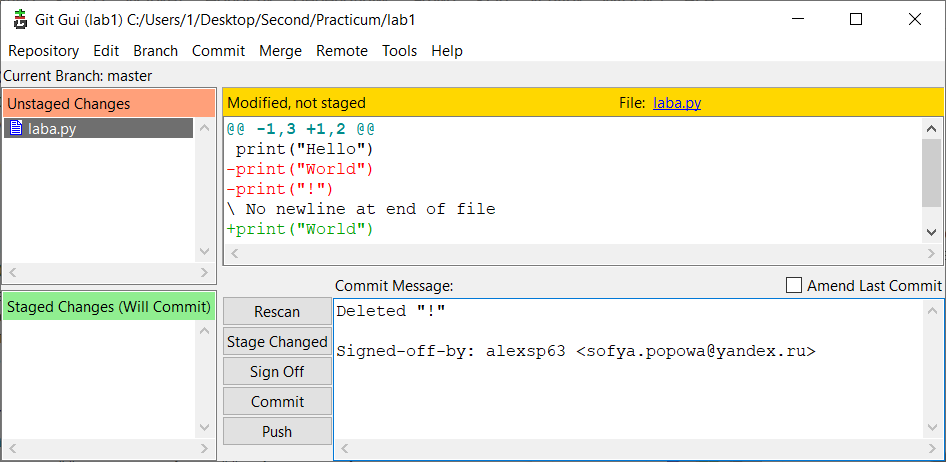 Git Gui (lab1) C:/Users/1/Desktop/Second/Practicum/lab1
Repository Edit Branch Commit Merge Remote Tools Help
Current Branch: master
Unstaged Changes
laba.py
Modified, not staged File: laba.py
@@ -1,3 +1,2 @@
print("Hello")
-print("World")
-print("!")
\ No newline at end of file
+print("World")
Staged Changes (Will Commit)
Rescan
Stage Changed
Sign Off
Commit
Push
Commit Message: Amend Last Commit
Deleted "!"
Signed-off-by: alexsp63 <sofya.popowa@yandex.ru>